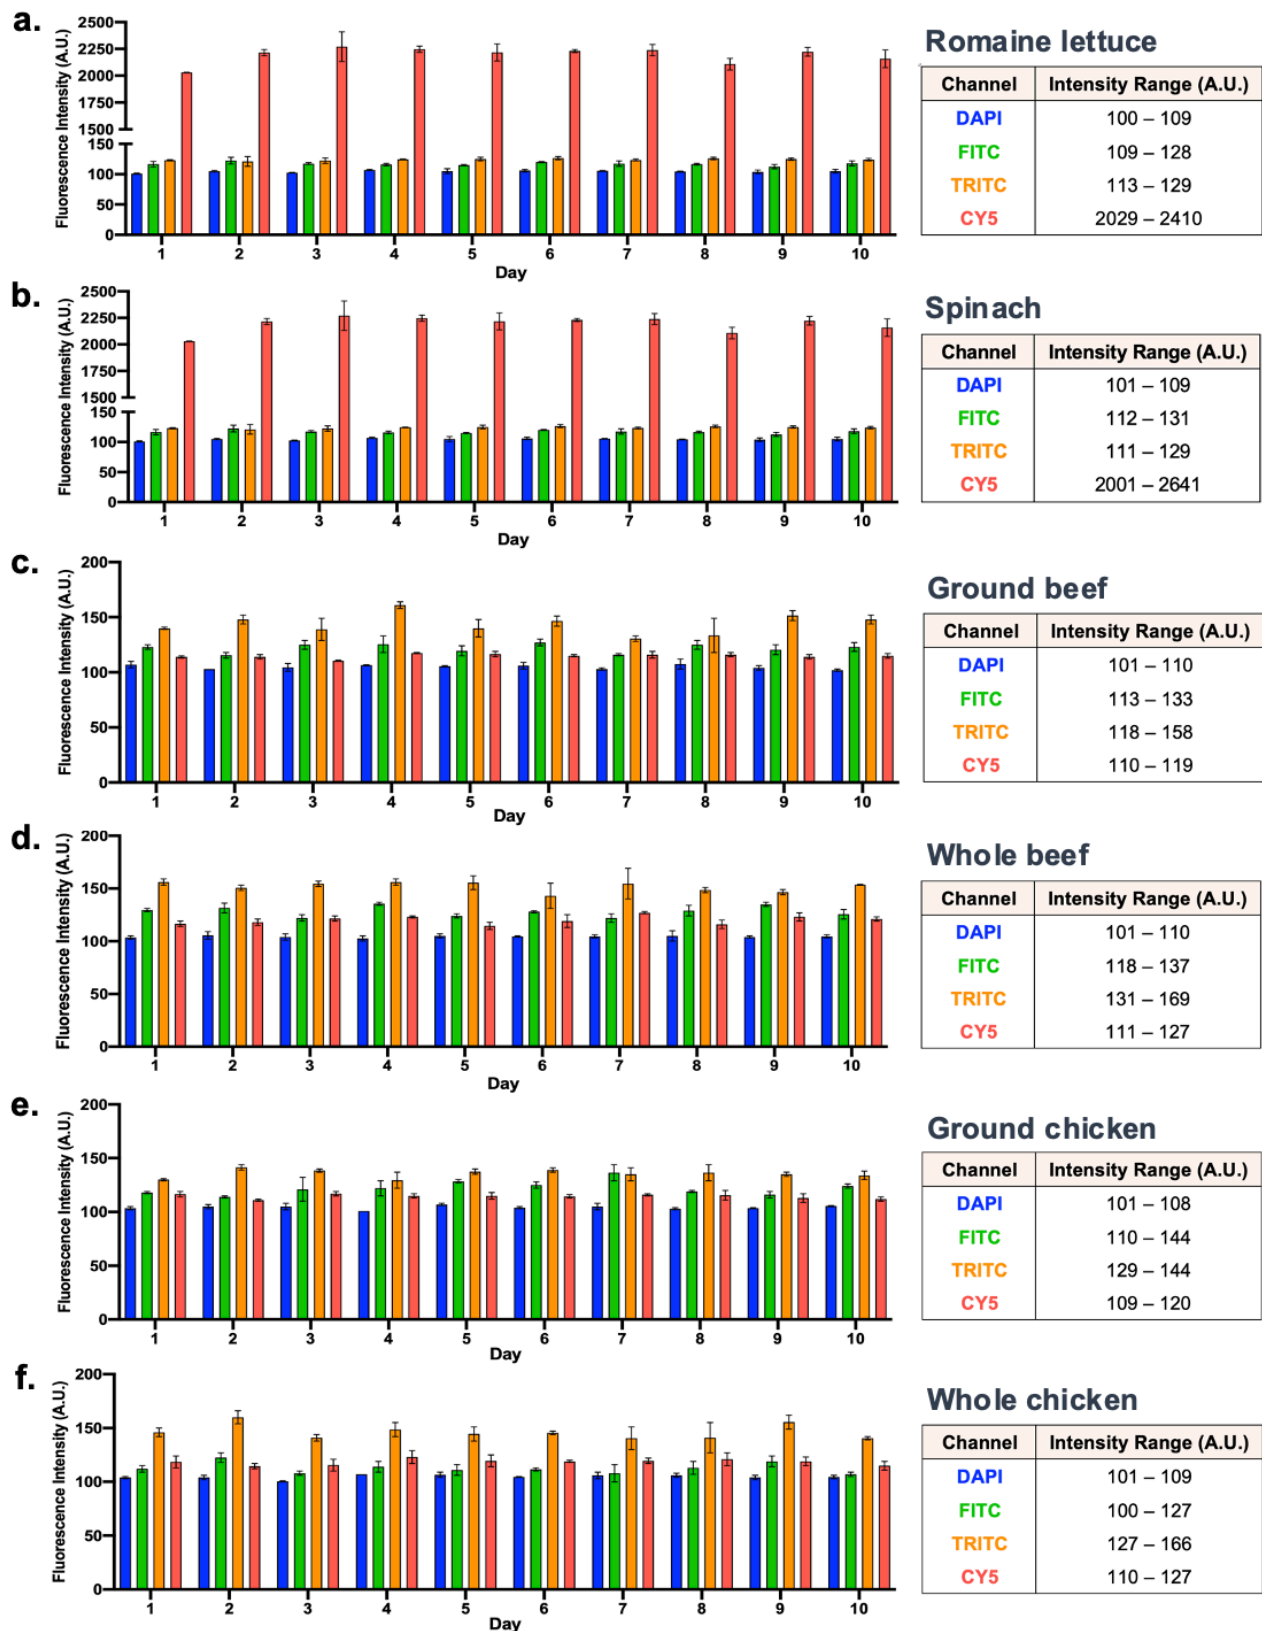 a.
Fluorescence Intensity (A.U.)
2500
2250
2000
1750
1500
150
100
50
0
1 2 3 4 5 6 7 8 9 10
Day
Romaine lettuce
Channel Intensity Range (A.U.)
DAPI 100 – 109
FITC 109 – 128
TRITC 113 – 129
CY5 2029 – 2410
b.
Fluorescence Intensity (A.U.)
2500
2250
2000
1750
1500
150
100
50
0
1 2 3 4 5 6 7 8 9 10
Day
Spinach
Channel Intensity Range (A.U.)
DAPI 101 – 109
FITC 112 – 131
TRITC 111 – 129
CY5 2001 – 2641
c.
Fluorescence Intensity (A.U.)
200
150
100
50
0
1 2 3 4 5 6 7 8 9 10
Day
Ground beef
Channel Intensity Range (A.U.)
DAPI 101 – 110
FITC 113 – 133
TRITC 118 – 158
CY5 110 – 119
d.
Fluorescence Intensity (A.U.)
200
150
100
50
0
1 2 3 4 5 6 7 8 9 10
Day
Whole beef
Channel Intensity Range (A.U.)
DAPI 101 – 110
FITC 118 – 137
TRITC 131 – 169
CY5 111 – 127
e.
Fluorescence Intensity (A.U.)
200
150
100
50
0
1 2 3 4 5 6 7 8 9 10
Day
Ground chicken
Channel Intensity Range (A.U.)
DAPI 101 – 108
FITC 110 – 144
TRITC 129 – 144
CY5 109 – 120
f.
Fluorescence Intensity (A.U.)
200
150
100
50
0
1 2 3 4 5 6 7 8 9 10
Day
Whole chicken
Channel Intensity Range (A.U.)
DAPI 101 – 109
FITC 100 – 127
TRITC 127 – 166
CY5 110 – 127